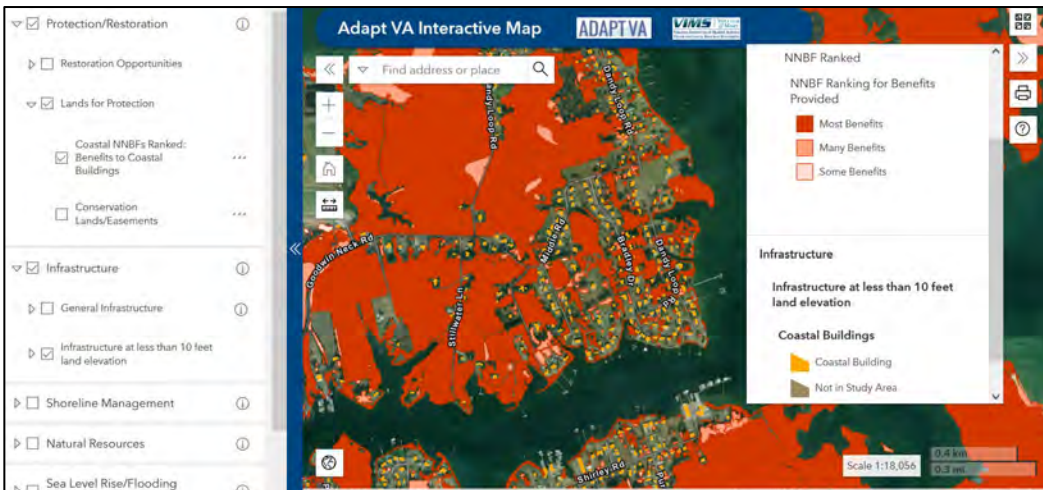 Protection/Restoration
Restoration Opportunities
Lands for Protection
Coastal NNBFs Ranked:
Benefits to Coastal
Buildings
Conservation
Lands/Easements
Infrastructure
General Infrastructure
Infrastructure at less than 10 feet
land elevation
Shoreline Management
Natural Resources
Sea Level Rise/Flooding
Adapt VA Interactive Map
ADAPTVA
VIMS
Find address or place
Dandy Loop Rd
Goodwin Neck Rd
Stillwater Ln
Middle Rd
Bradley Dr
Dandy Loop Rd
Shirley Rd
NNBF Ranked
NNBF Ranking for Benefits
Provided
Most Benefits
Many Benefits
Some Benefits
Infrastructure
Infrastructure at less than 10 feet
land elevation
Coastal Buildings
Coastal Building
Not in Study Area
Scale 1:18,056
0.4 km
0.3 mi